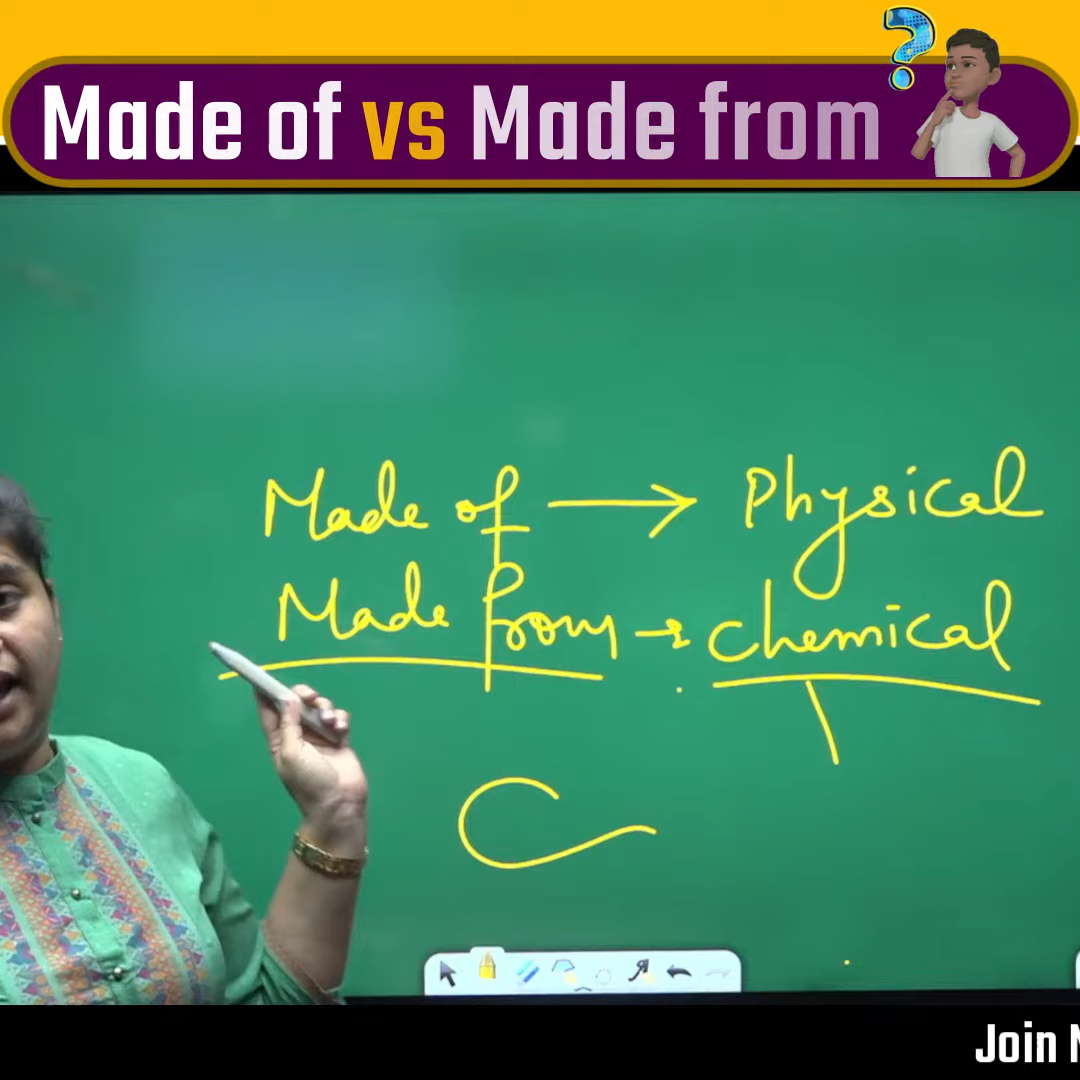 Made of vs Made from
Made of → Physical
Made from → chemical
C
Join